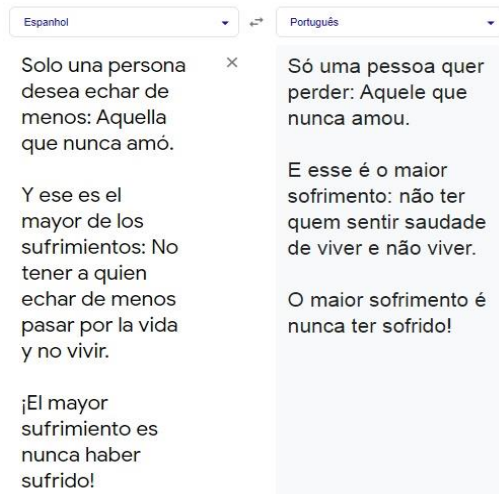 Espanhol
Português
Solo una persona
desea echar de
menos: Aquella
que nunca amó.
Y ese es el
mayor de los
sufrimientos: No
tener a quien
echar de menos
pasar por la vida
y no vivir.
¡El mayor
sufrimiento es
nunca haber
sufrido!
Só uma pessoa quer
perder: Aquele que
nunca amou.
E esse é o maior
sofrimento: não ter
quem sentir saudade
de viver e não viver.
O maior sofrimento é
nunca ter sofrido!